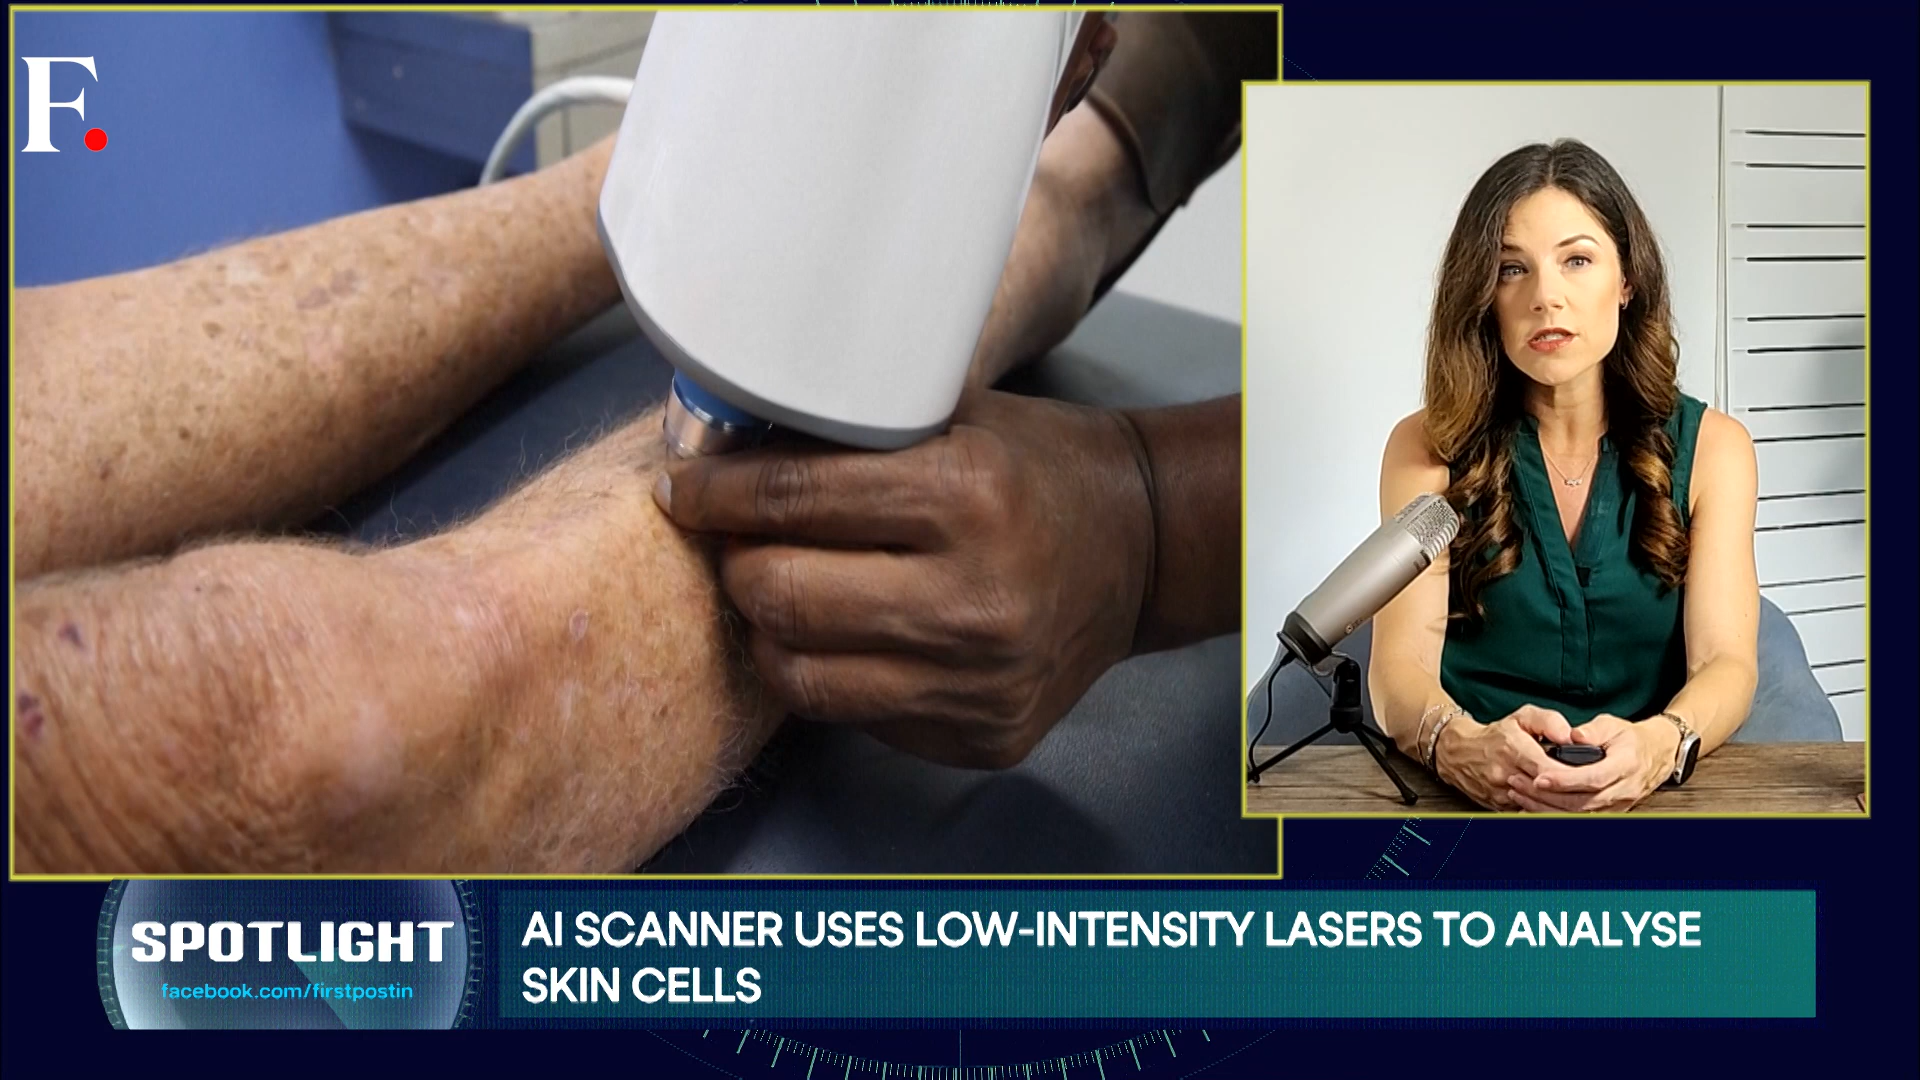 F.
SPOTLIGHT
facebook.com/firstpostin
AI SCANNER USES LOW-INTENSITY LASERS TO ANALYSE
SKIN CELLS